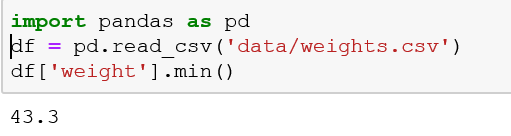 import pandas as pd
df = pd.read_csv('data/weights.csv')
df['weight'].min()
43.3